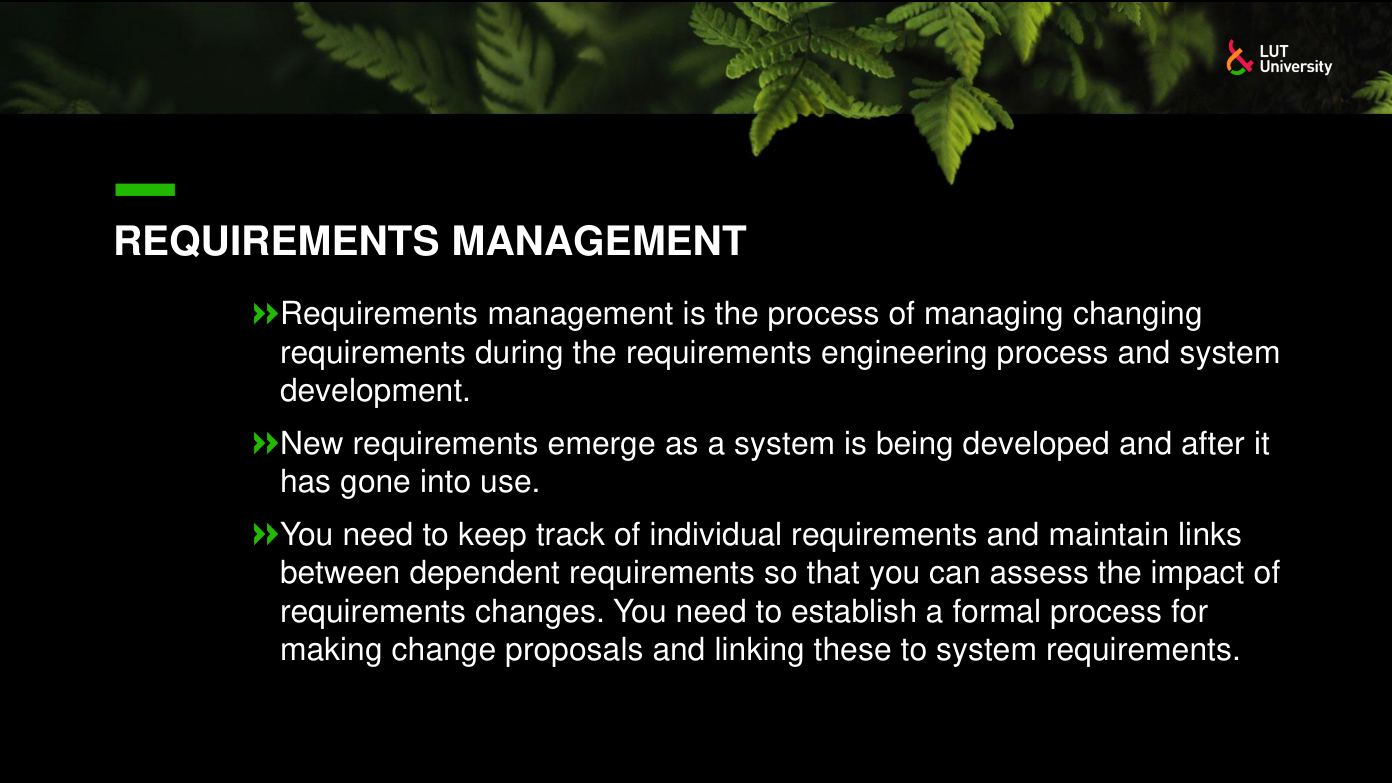 LUT
University
REQUIREMENTS MANAGEMENT
Requirements management is the process of managing changing
requirements during the requirements engineering process and system
development.
New requirements emerge as a system is being developed and after it
has gone into use.
You need to keep track of individual requirements and maintain links
between dependent requirements so that you can assess the impact of
requirements changes. You need to establish a formal process for
making change proposals and linking these to system requirements.